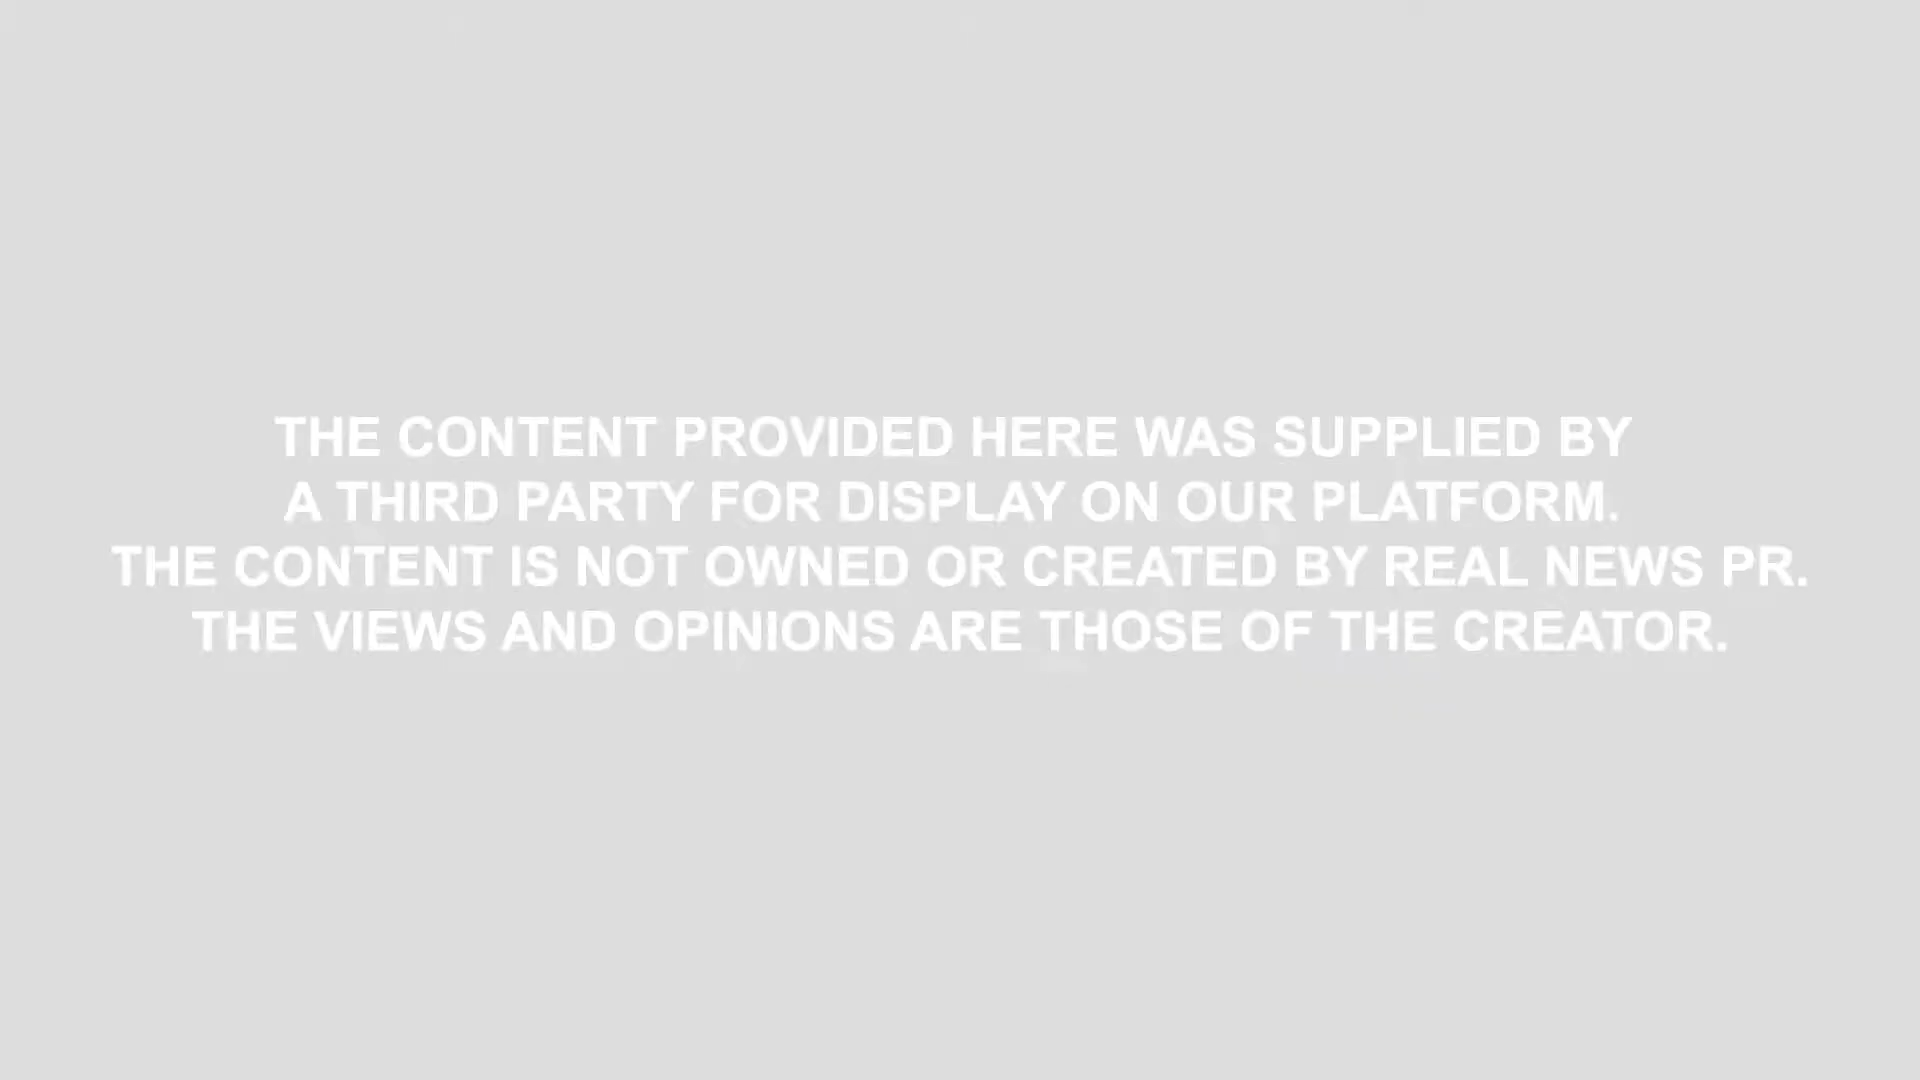 THE CONTENT PROVIDED HERE WAS SUPPLIED BY
A THIRD PARTY FOR DISPLAY ON OUR PLATFORM.
THE CONTENT IS NOT OWNED OR CREATED BY REAL NEWS PR.
THE VIEWS AND OPINIONS ARE THOSE OF THE CREATOR.